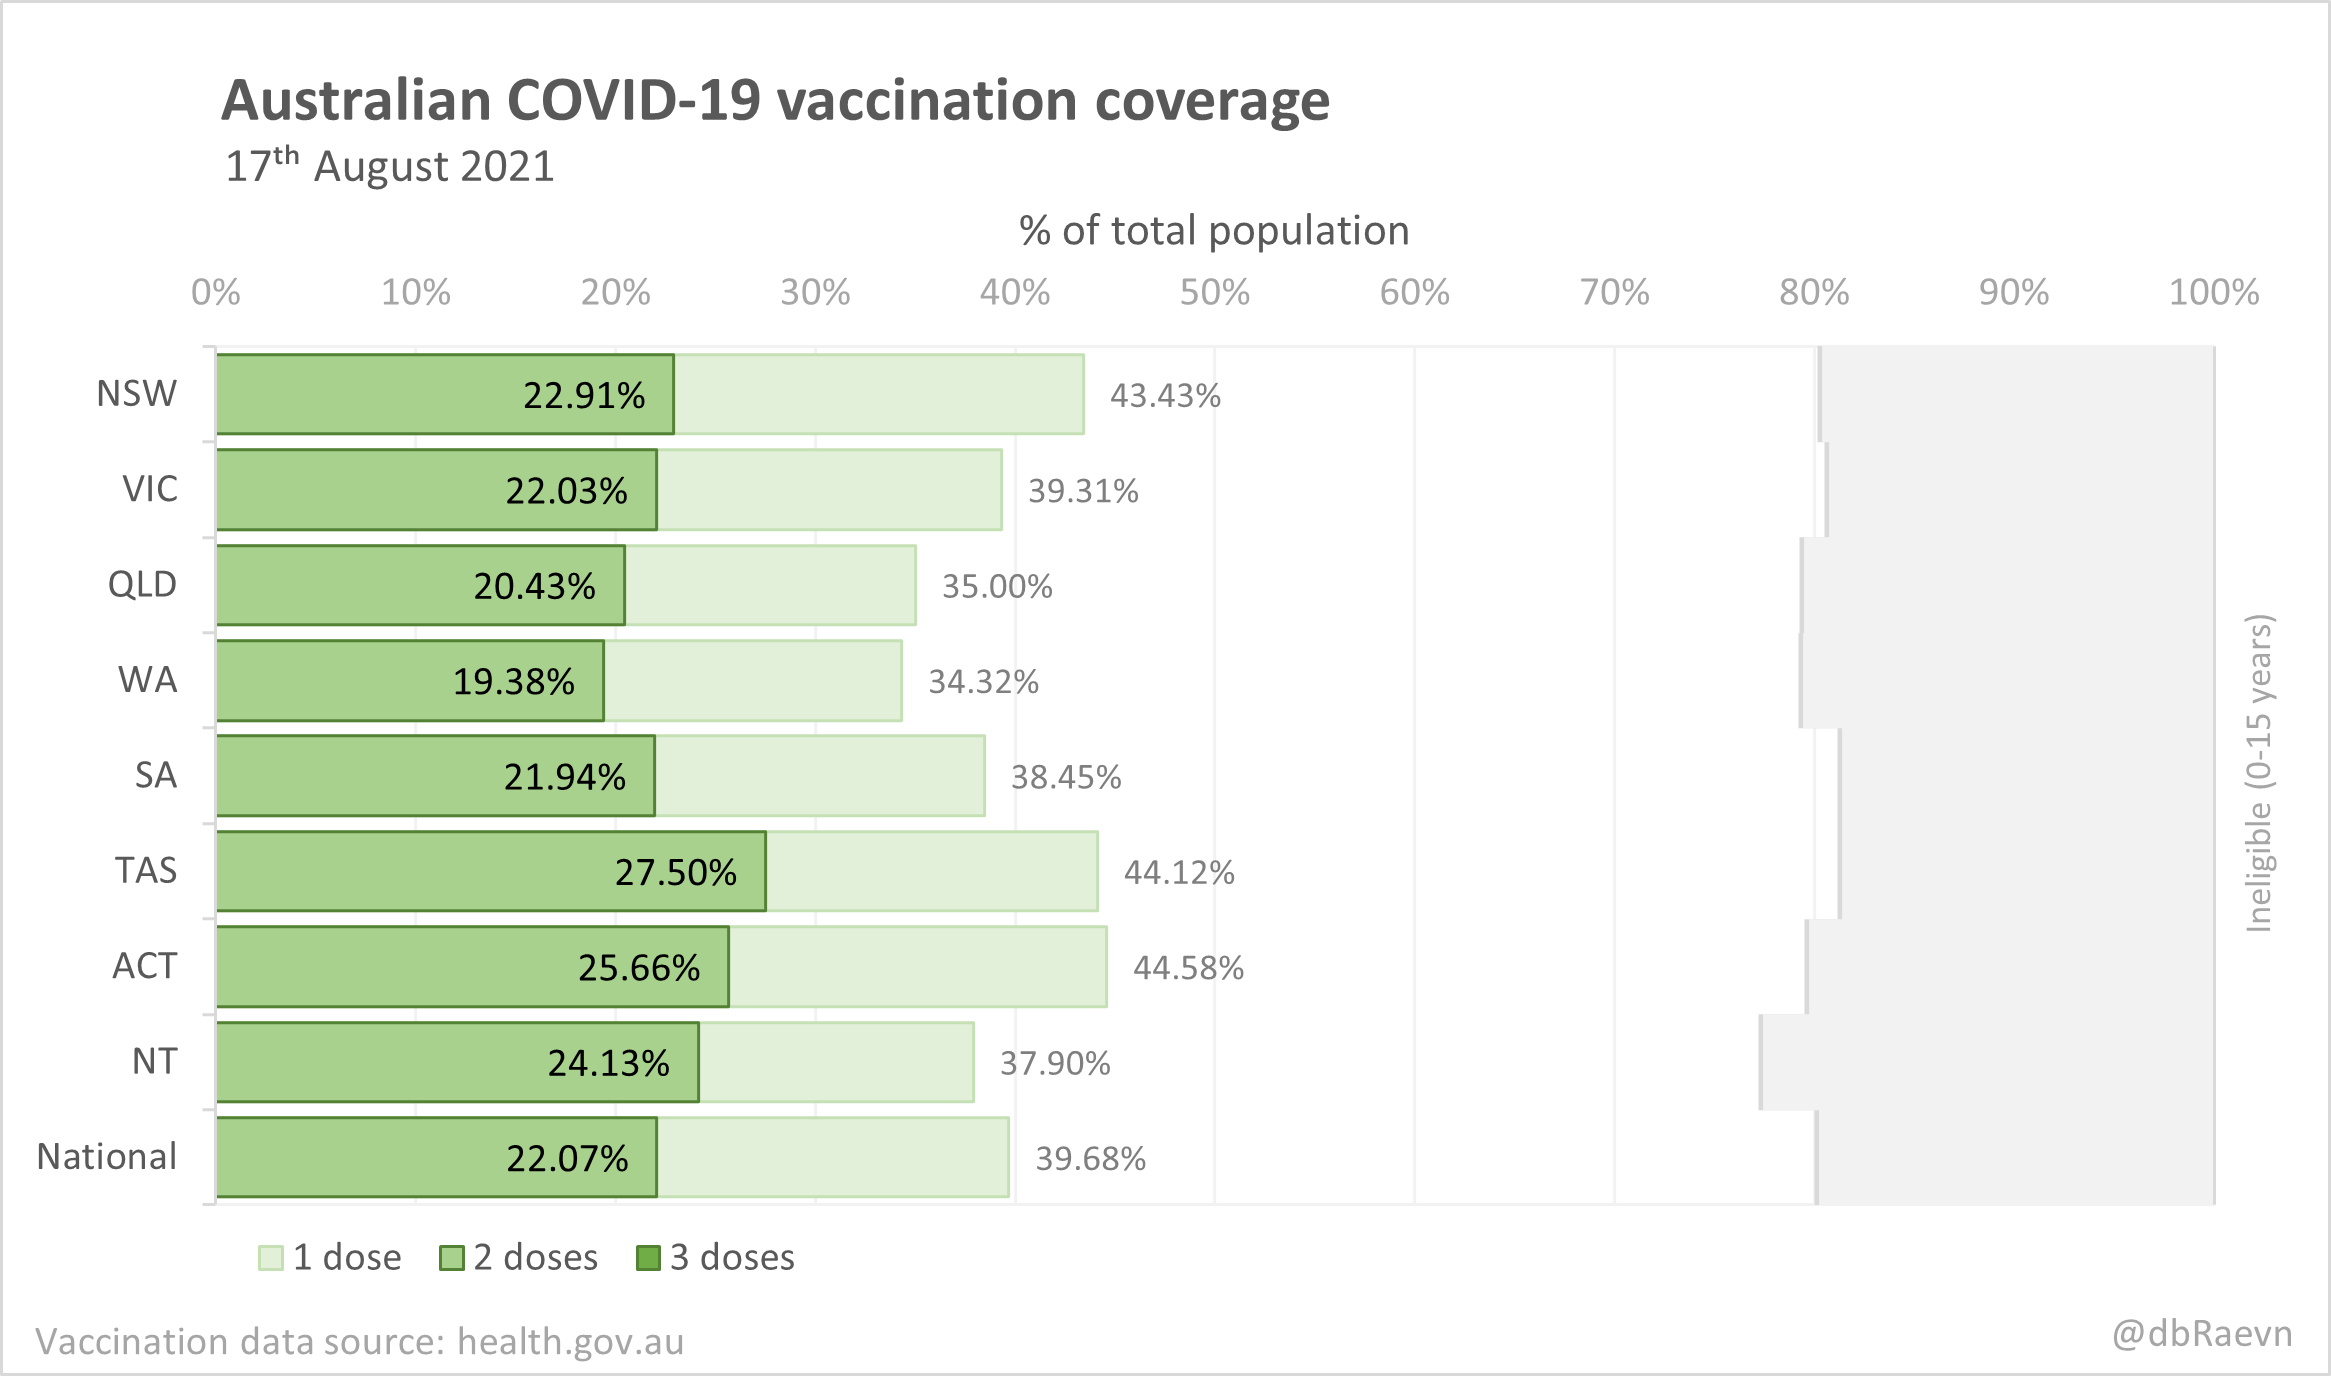 Australian COVID-19 vaccination coverage
17th August 2021
% of total population
0% 10% 20% 30% 40% 50% 60% 70% 80% 90% 100%
NSW 22.91% 43.43%
VIC 22.03% 39.31%
QLD 20.43% 35.00%
WA 19.38% 34.32%
SA 21.94% 38.45%
TAS 27.50% 44.12%
ACT 25.66% 44.58%
NT 24.13% 37.90%
National 22.07% 39.68%
Ineligible (0-15 years)
1 dose 2 doses 3 doses
Vaccination data source: health.gov.au
@dbRaevn